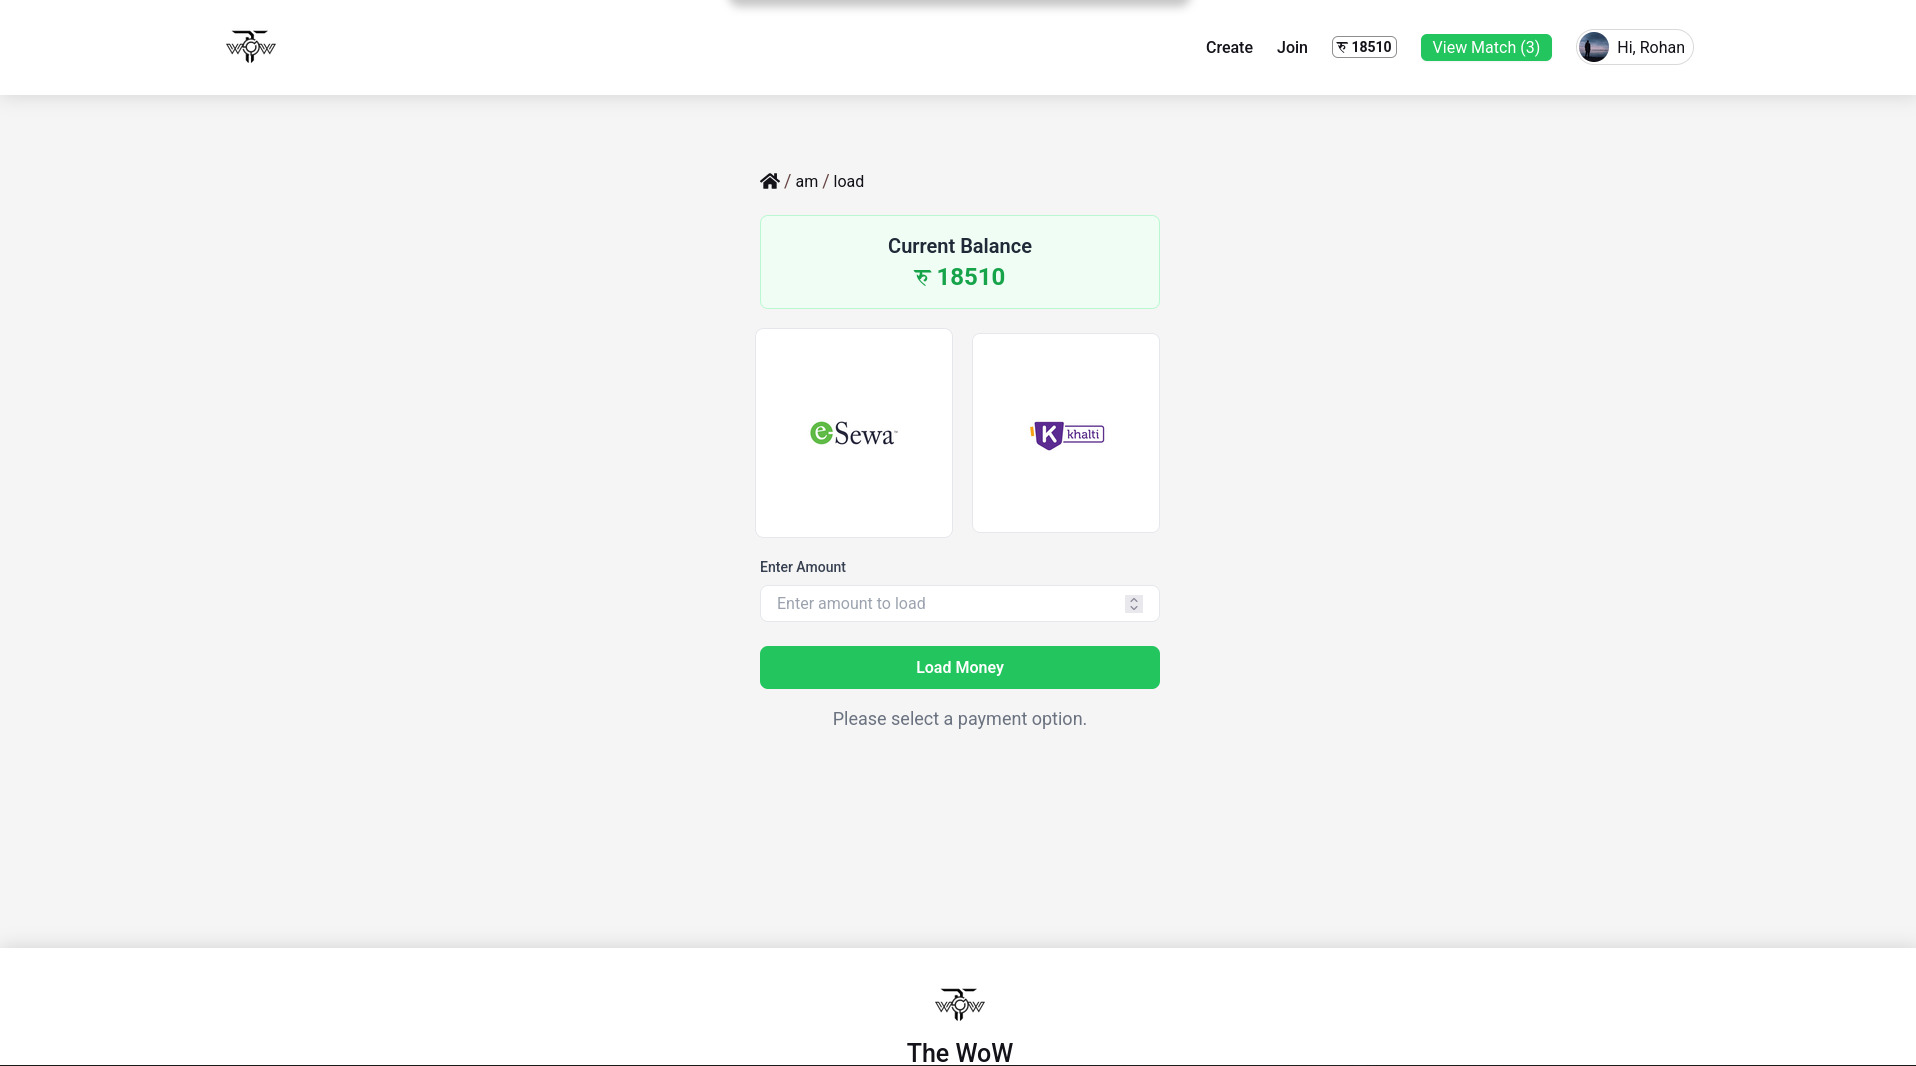 WOW
Create Join रु 18510 View Match (3) Hi, Rohan
/ am / load
Current Balance
रु 18510
eSewa™
K khalti
Enter Amount
Enter amount to load
Load Money
Please select a payment option.
WOW
The WoW